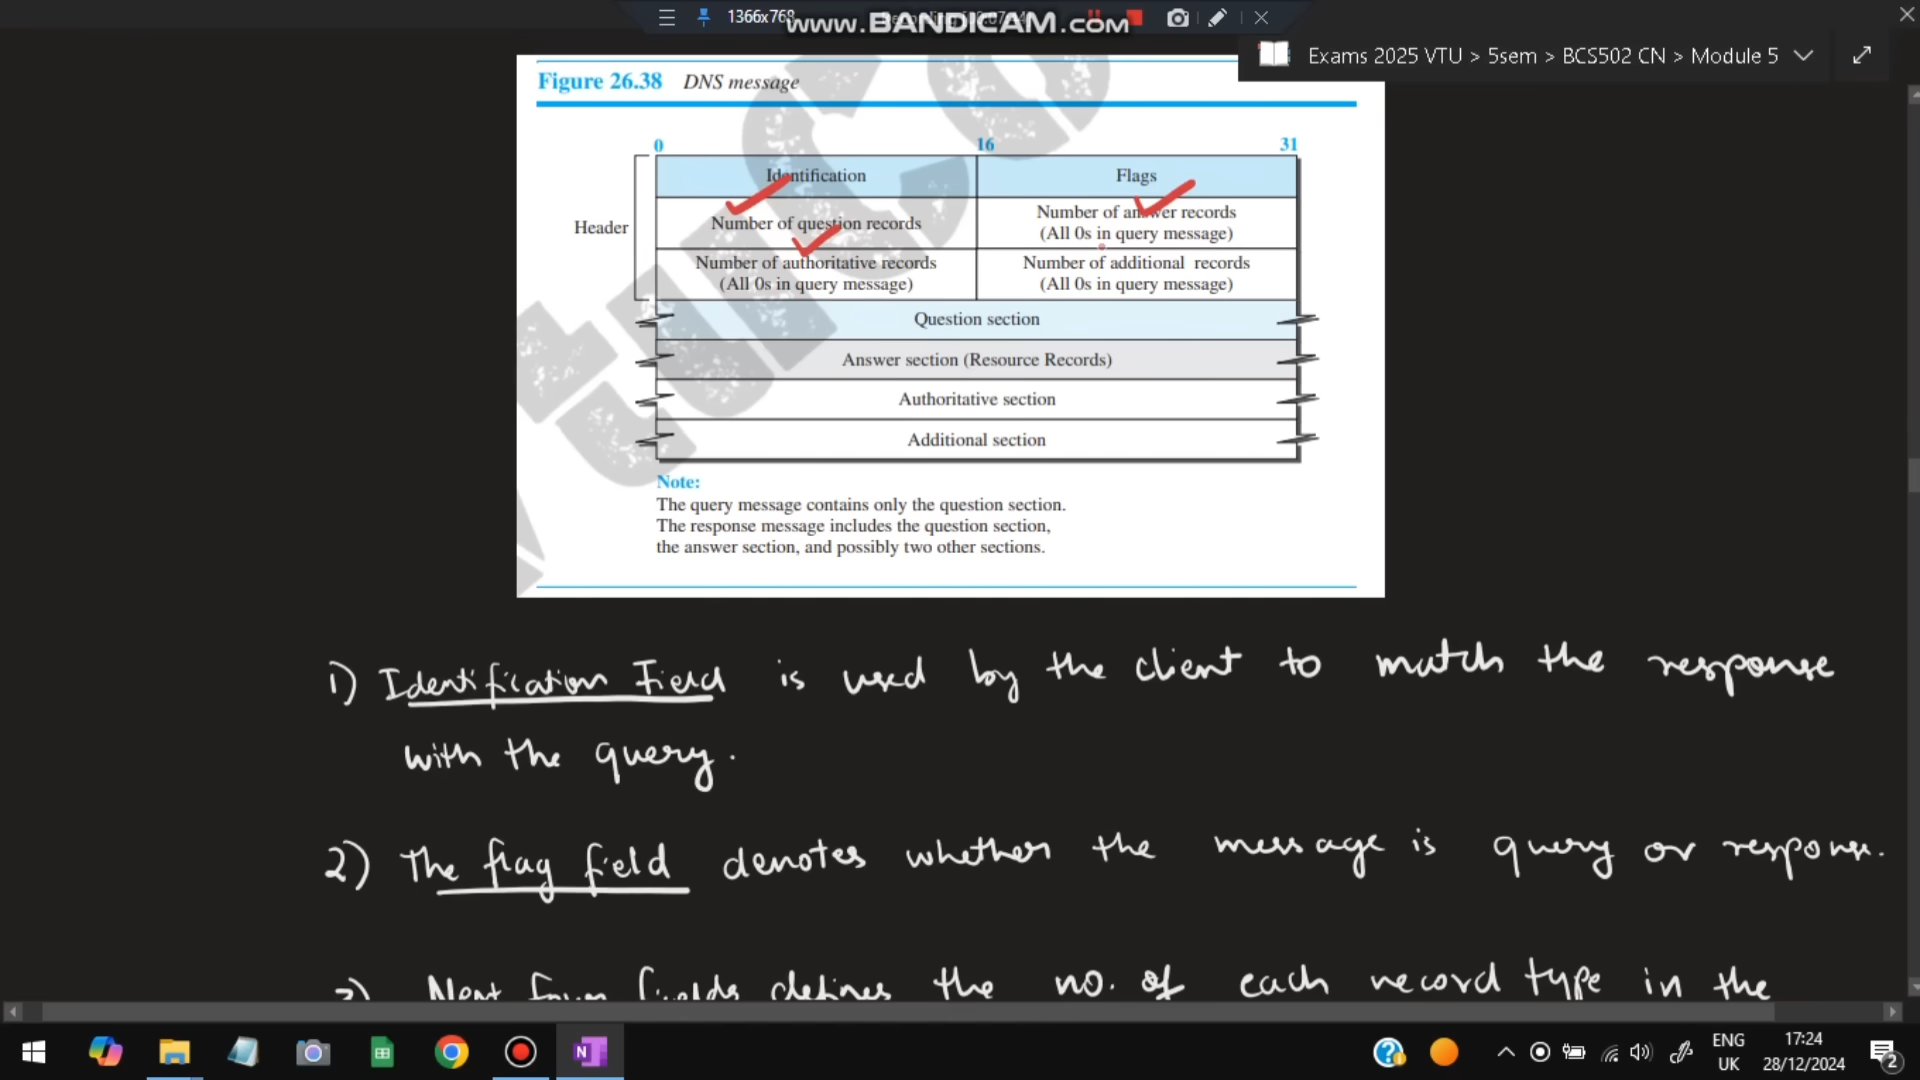 1366x768
www.BANDICAM.com
Exams 2025 VTU > 5sem > BCS502 CN > Module 5
Figure 26.38 DNS message
0 16 31
Identification Flags
Header
Number of question records
Number of answer records
(All 0s in query message)
Number of authoritative records
(All 0s in query message)
Number of additional records
(All 0s in query message)
Question section
Answer section (Resource Records)
Authoritative section
Additional section
Note:
The query message contains only the question section.
The response message includes the question section,
the answer section, and possibly two other sections.
1) Identification Field is used by the client to match the response
with the query.
2) The flag field denotes whether the message is query or response.
3) Next four fields defines the no. of each record type in the
ENG
UK
17:24
28/12/2024
2